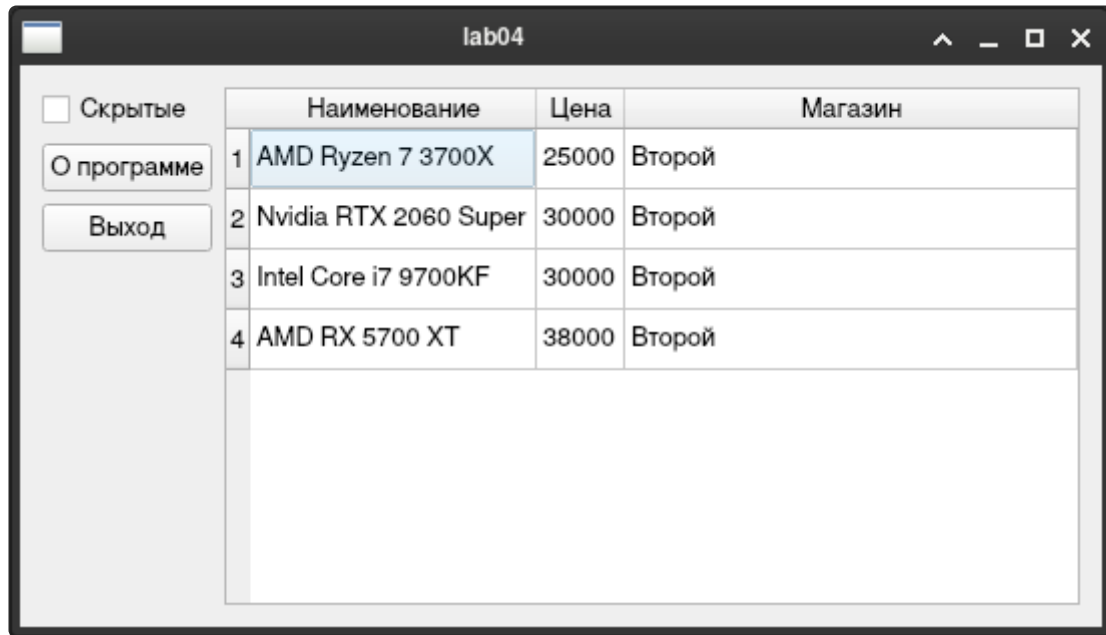 lab04
Скрытые
О программе
Выход
Наименование Цена Магазин
1 AMD Ryzen 7 3700X 25000 Второй
2 Nvidia RTX 2060 Super 30000 Второй
3 Intel Core i7 9700KF 30000 Второй
4 AMD RX 5700 XT 38000 Второй